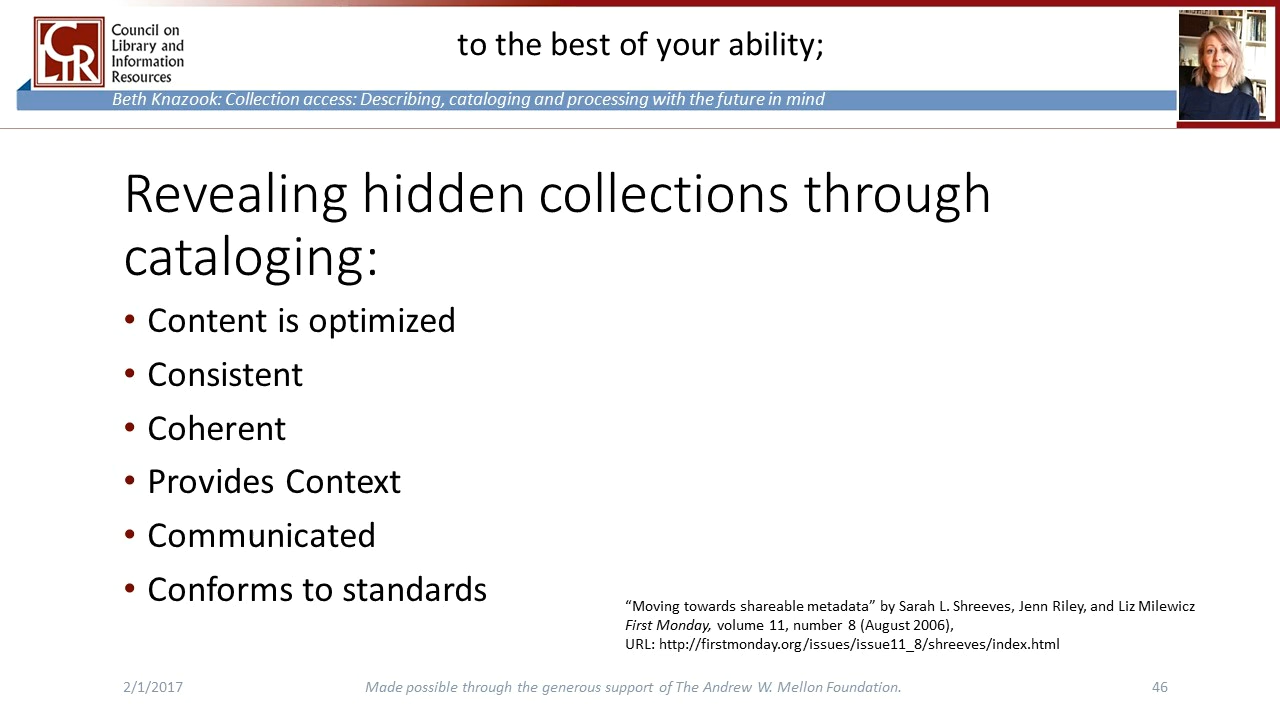 CLIR
Council on
Library and
Information
Resources
to the best of your ability;
Beth Knazook: Collection access: Describing, cataloging and processing with the future in mind
Revealing hidden collections through
cataloging:
• Content is optimized
• Consistent
• Coherent
• Provides Context
• Communicated
• Conforms to standards
“Moving towards shareable metadata” by Sarah L. Shreeves, Jenn Riley, and Liz Milewicz
First Monday, volume 11, number 8 (August 2006),
URL: http://firstmonday.org/issues/issue11_8/shreeves/index.html
2/1/2017
Made possible through the generous support of The Andrew W. Mellon Foundation.
46